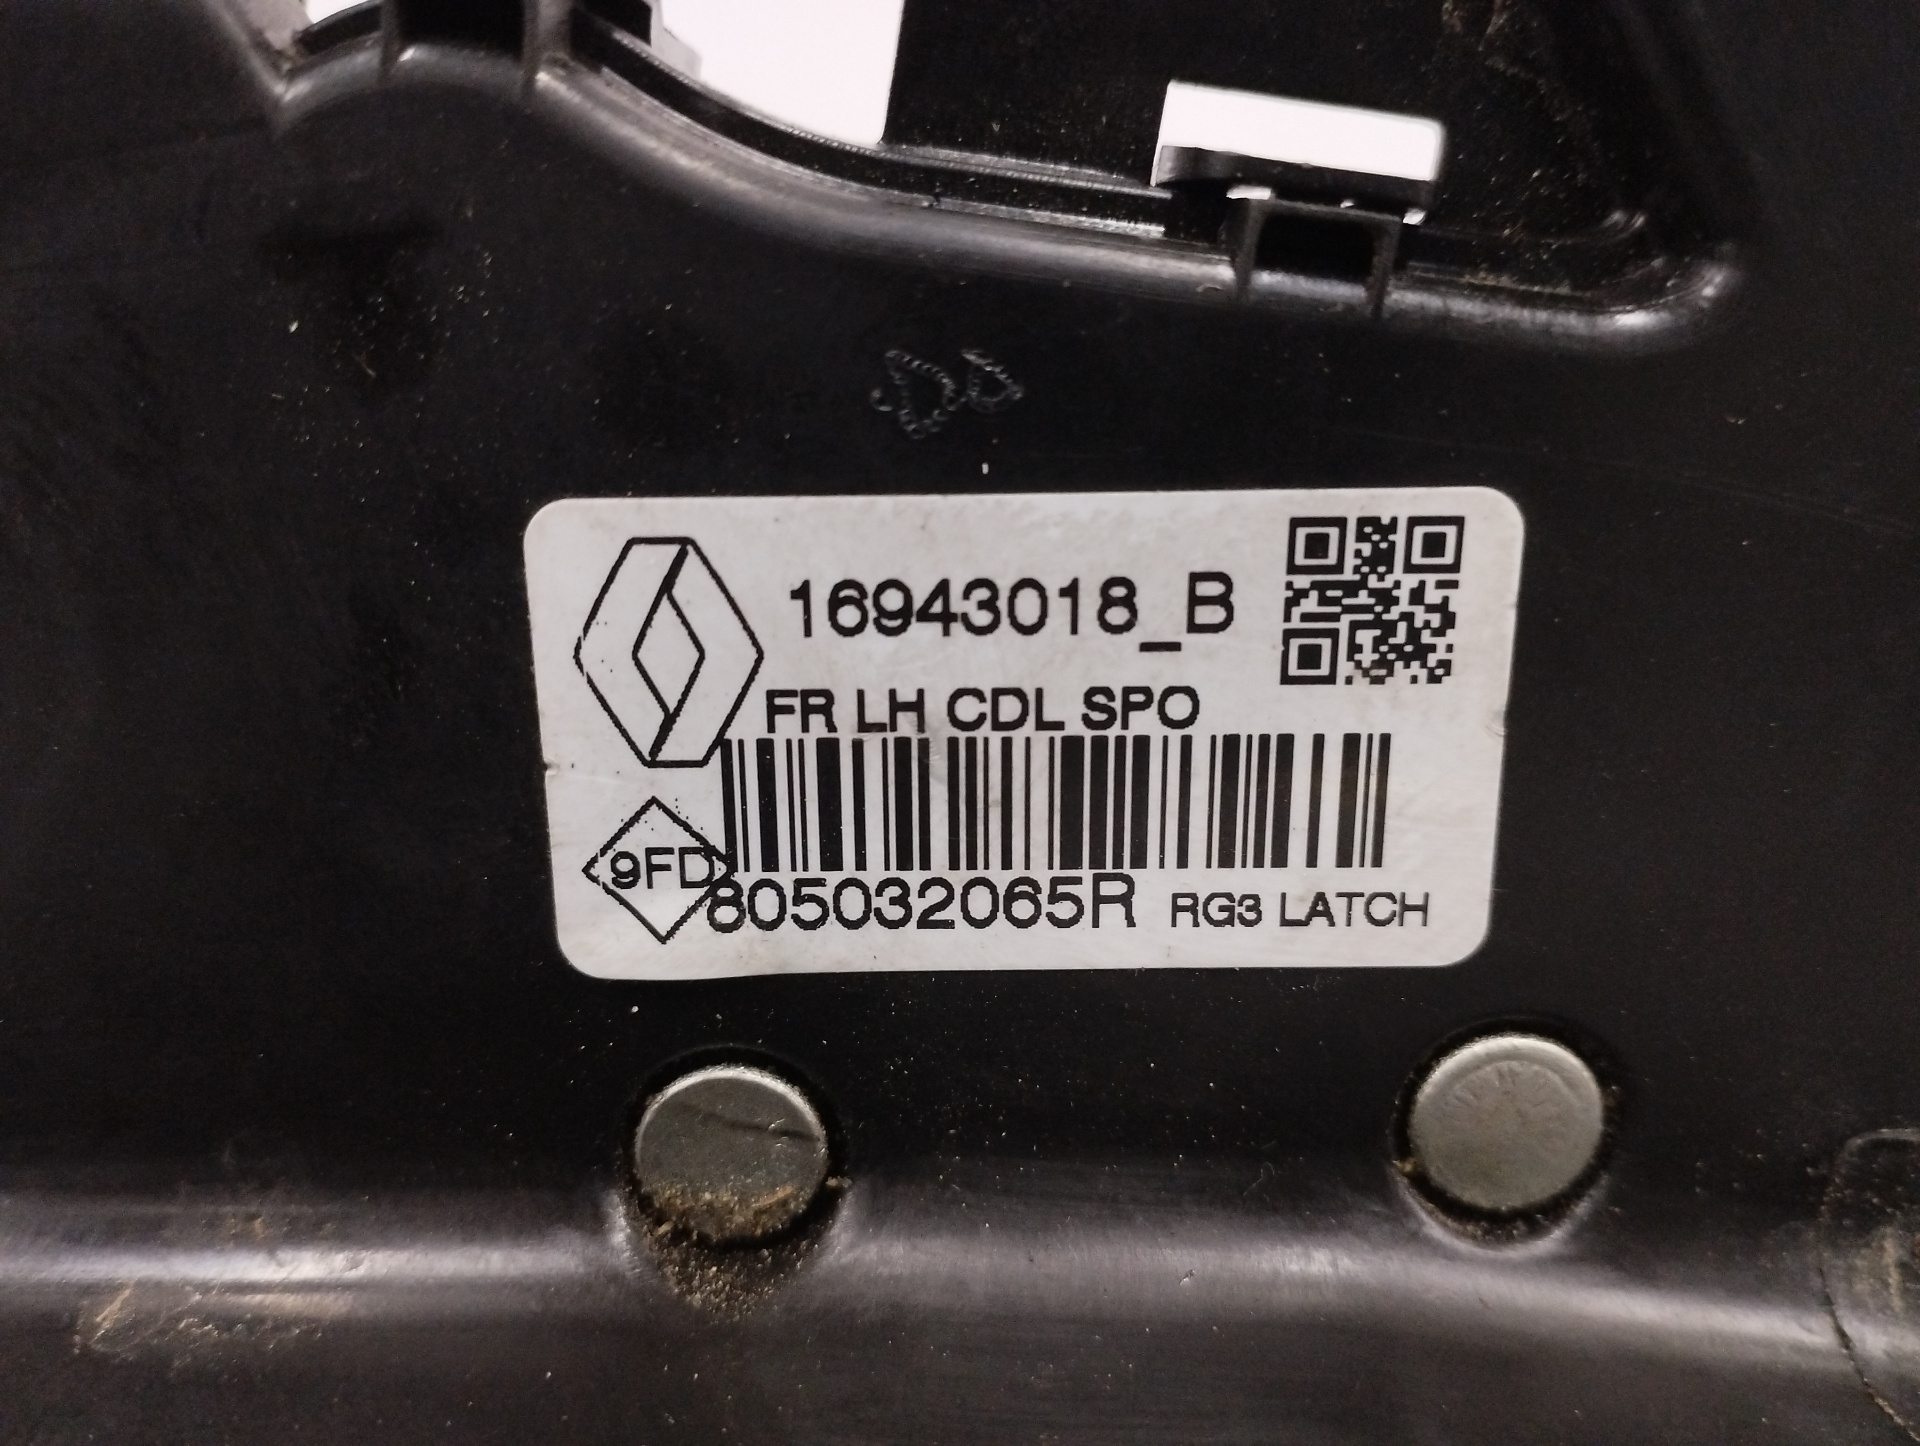 16943018_B
FR LH CDL SPO
9FD
805032065R RG3 LATCH